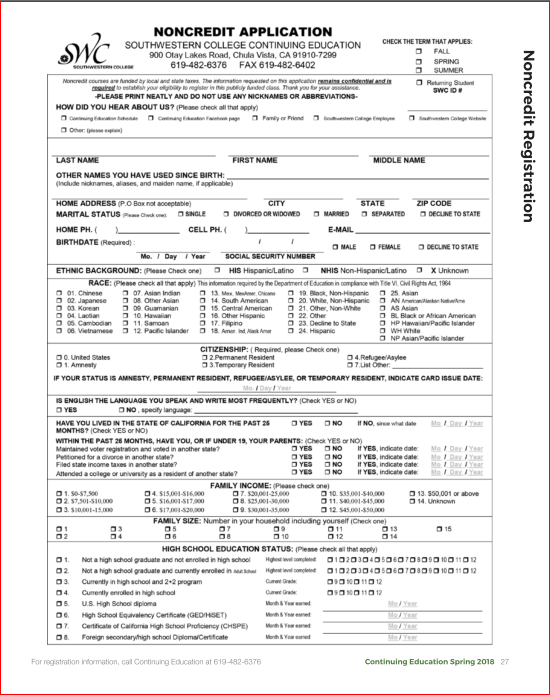 NONCREDIT APPLICATION
SOUTHWESTERN COLLEGE CONTINUING EDUCATION
900 Otay Lakes Road, Chula Vista, CA 91910-7299
619-482-6376 FAX 619-482-6402
SWC
SOUTHWESTERN COLLEGE
CHECK THE TERM THAT APPLIES:
☐ FALL
☐ SPRING
☐ SUMMER
☐ Returning Student
SWC ID #
Noncredit courses are funded by local and state taxes. The information requested on this application remains confidential and is
required to establish your eligibility to register in this publicly funded class. Thank you for your assistance.
-PLEASE PRINT NEATLY AND DO NOT USE ANY NICKNAMES OR ABBREVIATIONS-
HOW DID YOU HEAR ABOUT US? (Please check all that apply)
☐ Continuing Education Schedule ☐ Continuing Education Facebook page ☐ Family or Friend ☐ Southwestern College Employee ☐ Southwestern College Website
☐ Other: (please explain)
LAST NAME FIRST NAME MIDDLE NAME
OTHER NAMES YOU HAVE USED SINCE BIRTH:
(Include nicknames, aliases, and maiden name, if applicable)
HOME ADDRESS (P.O Box not acceptable) CITY STATE ZIP CODE
MARITAL STATUS (Please Check one): ☐ SINGLE ☐ DIVORCED OR WIDOWED ☐ MARRIED ☐ SEPARATED ☐ DECLINE TO STATE
HOME PH. ( ) CELL PH. ( ) E-MAIL
BIRTHDATE (Required) : / / ☐ MALE ☐ FEMALE ☐ DECLINE TO STATE
Mo. / Day / Year SOCIAL SECURITY NUMBER
ETHNIC BACKGROUND: (Please Check one) ☐ HIS Hispanic/Latino ☐ NHIS Non-Hispanic/Latino ☐ X Unknown
RACE: (Please check all that apply) This information required by the Department of Education in compliance with Title VI, Civil Rights Act, 1964
☐ 01. Chinese ☐ 07. Asian Indian ☐ 13. Mex, MexAmer, Chicano ☐ 19. Black, Non-Hispanic ☐ 25. Asian
☐ 02. Japanese ☐ 08. Other Asian ☐ 14. South American ☐ 20. White, Non-Hispanic ☐ AN American/Alaskan Native/Ame
☐ 03. Korean ☐ 09. Guamanian ☐ 15. Central American ☐ 21. Other, Non-White ☐ AS Asian
☐ 04. Laotian ☐ 10. Hawaiian ☐ 16. Other Hispanic ☐ 22. Other ☐ BL Black or African American
☐ 05. Cambodian ☐ 11. Samoan ☐ 17. Filipino ☐ 23. Decline to State ☐ HP Hawaiian/Pacific Islander
☐ 06. Vietnamese ☐ 12. Pacific Islander ☐ 18. Amer. Ind, Alask Amer ☐ 24. Hispanic ☐ WH White
☐ NP Asian/Pacific Islander
CITIZENSHIP: ( Required, please Check one)
☐ 0. United States ☐ 2.Permanent Resident ☐ 4.Refugee/Asylee
☐ 1. Amnesty ☐ 3.Temporary Resident ☐ 7.List Other:
IF YOUR STATUS IS AMNESTY, PERMANENT RESIDENT, REFUGEE/ASYLEE, OR TEMPORARY RESIDENT, INDICATE CARD ISSUE DATE:
Mo. / Day / Year
IS ENGLISH THE LANGUAGE YOU SPEAK AND WRITE MOST FREQUENTLY? (Check YES or NO)
☐ YES ☐ NO , specify language:
HAVE YOU LIVED IN THE STATE OF CALIFORNIA FOR THE PAST 25 ☐ YES ☐ NO If NO, since what date Mo / Day / Year
MONTHS? (Check YES or NO)
WITHIN THE PAST 25 MONTHS, HAVE YOU, OR IF UNDER 19, YOUR PARENTS: (Check YES or NO)
Maintained voter registration and voted in another state? ☐ YES ☐ NO If YES, indicate date: Mo / Day / Year
Petitioned for a divorce in another state? ☐ YES ☐ NO If YES, indicate date: Mo / Day / Year
Filed state income taxes in another state? ☐ YES ☐ NO If YES, indicate date: Mo / Day / Year
Attended a college or university as a resident of another state? ☐ YES ☐ NO If YES, indicate date: Mo / Day / Year
FAMILY INCOME: (Please check one)
☐ 1. $0-$7,500 ☐ 4. $15,001-$16,000 ☐ 7. $20,001-25,000 ☐ 10. $35,001-$40,000 ☐ 13. $50,001 or above
☐ 2. $7,501-$10,000 ☐ 5. $16,001-$17,000 ☐ 8. $25,001-30,000 ☐ 11. $40,001-$45,000 ☐ 14. Unknown
☐ 3. $10,001-15,000 ☐ 6. $17,001-$20,000 ☐ 9. $30,001-35,000 ☐ 12. $45,001-$50,000
FAMILY SIZE: Number in your household including yourself (Check one)
☐ 1 ☐ 3 ☐ 5 ☐ 7 ☐ 9 ☐ 11 ☐ 13 ☐ 15
☐ 2 ☐ 4 ☐ 6 ☐ 8 ☐ 10 ☐ 12 ☐ 14
HIGH SCHOOL EDUCATION STATUS: (Please check all that apply)
☐ 1. Not a high school graduate and not enrolled in high school Highest level completed: ☐ 1 ☐ 2 ☐ 3 ☐ 4 ☐ 5 ☐ 6 ☐ 7 ☐ 8 ☐ 9 ☐ 10 ☐ 11 ☐ 12
☐ 2. Not a high school graduate and currently enrolled in Adult School Highest level completed: ☐ 1 ☐ 2 ☐ 3 ☐ 4 ☐ 5 ☐ 6 ☐ 7 ☐ 8 ☐ 9 ☐ 10 ☐ 11 ☐ 12
☐ 3. Currently in high school and 2+2 program Current Grade: ☐ 9 ☐ 10 ☐ 11 ☐ 12
☐ 4. Currently enrolled in high school Current Grade: ☐ 9 ☐ 10 ☐ 11 ☐ 12
☐ 5. U.S. High School diploma Month & Year earned: Mo / Year
☐ 6. High School Equivalency Certificate (GED/HiSET) Month & Year earned: Mo / Year
☐ 7. Certificate of California High School Proficiency (CHSPE) Month & Year earned: Mo / Year
☐ 8. Foreign secondary/high school Diploma/Certificate Month & Year earned: Mo / Year
Noncredit Registration
For registration information, call Continuing Education at 619-482-6376
Continuing Education Spring 2018 27